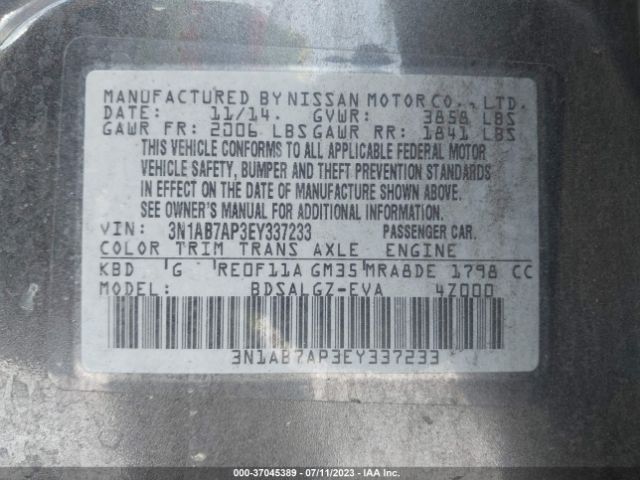 MANUFACTURED BY NISSAN MOTOR CO., LTD.
DATE: 11/14. GVWR: 3858 LBS
GAWR FR: 2006 LBS GAWR RR: 1841 LBS
THIS VEHICLE CONFORMS TO ALL APPLICABLE FEDERAL MOTOR
VEHICLE SAFETY, BUMPER AND THEFT PREVENTION STANDARDS
IN EFFECT ON THE DATE OF MANUFACTURE SHOWN ABOVE.
SEE OWNER'S MANUAL FOR ADDITIONAL INFORMATION
VIN: 3N1AB7AP3EY337233 PASSENGER CAR.
COLOR TRIM TRANS AXLE ENGINE
KBD G RE0F11A GM35 MRA8DE 1798 CC
MODEL: BDSALGZ-EVA 4Z000
3N1AB7AP3EY337233
000-37045389 - 07/11/2023 - IAA Inc.